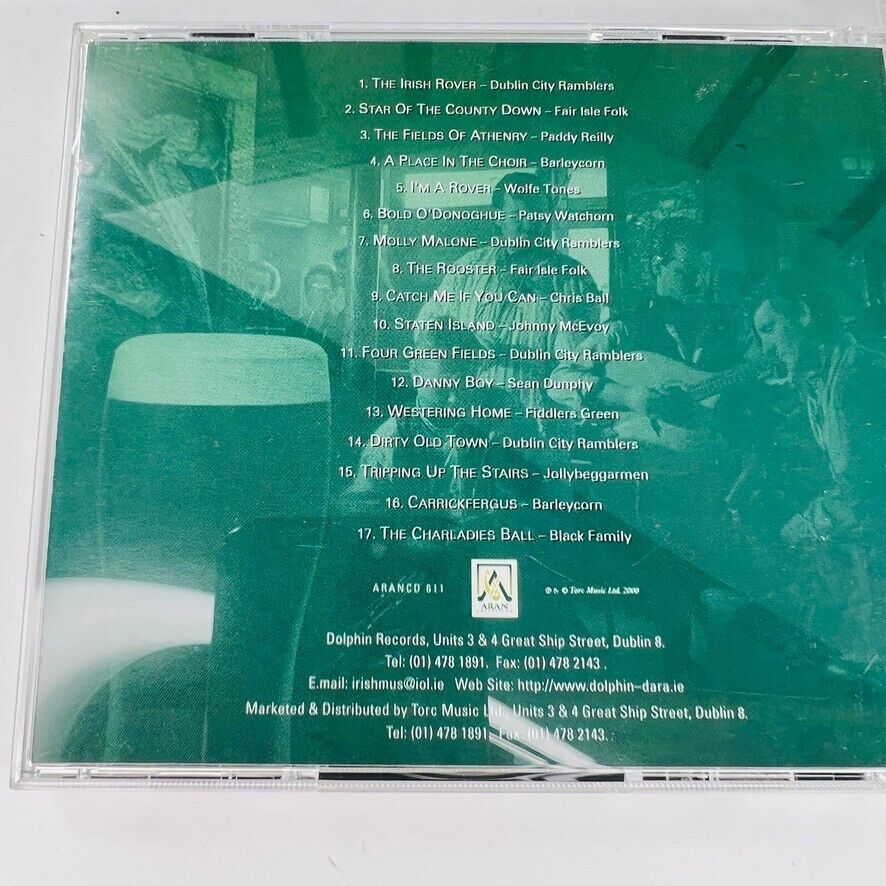 1. THE IRISH ROVER – Dublin City Ramblers
2. STAR OF THE COUNTY DOWN – Fair Isle Folk
3. THE FIELDS OF ATHENRY – Paddy Reilly
4. A PLACE IN THE CHOIR – Barleycorn
5. I'M A ROVER – Wolfe Tones
6. BOLD O'DONOGHUE – Patsy Watchorn
7. MOLLY MALONE – Dublin City Ramblers
8. THE ROOSTER – Fair Isle Folk
9. CATCH ME IF YOU CAN – Chris Ball
10. STATEN ISLAND – Johnny McEvoy
11. FOUR GREEN FIELDS – Dublin City Ramblers
12. DANNY BOY – Sean Dunphy
13. WESTERING HOME – Fiddlers Green
14. DIRTY OLD TOWN – Dublin City Ramblers
15. TRIPPING UP THE STAIRS – Jollybeggarmen
16. CARRICKFERGUS – Barleycorn
17. THE CHARLADIES BALL – Black Family
ARANCD 611
ARAN
℗ & © Torc Music Ltd. 2000
Dolphin Records, Units 3 & 4 Great Ship Street, Dublin 8.
Tel: (01) 478 1891. Fax: (01) 478 2143 .
E.mail: irishmus@iol.ie Web Site: http://www.dolphin–dara.ie
Marketed & Distributed by Torc Music Ltd., Units 3 & 4 Great Ship Street, Dublin 8.
Tel: (01) 478 1891. Fax: (01) 478 2143.